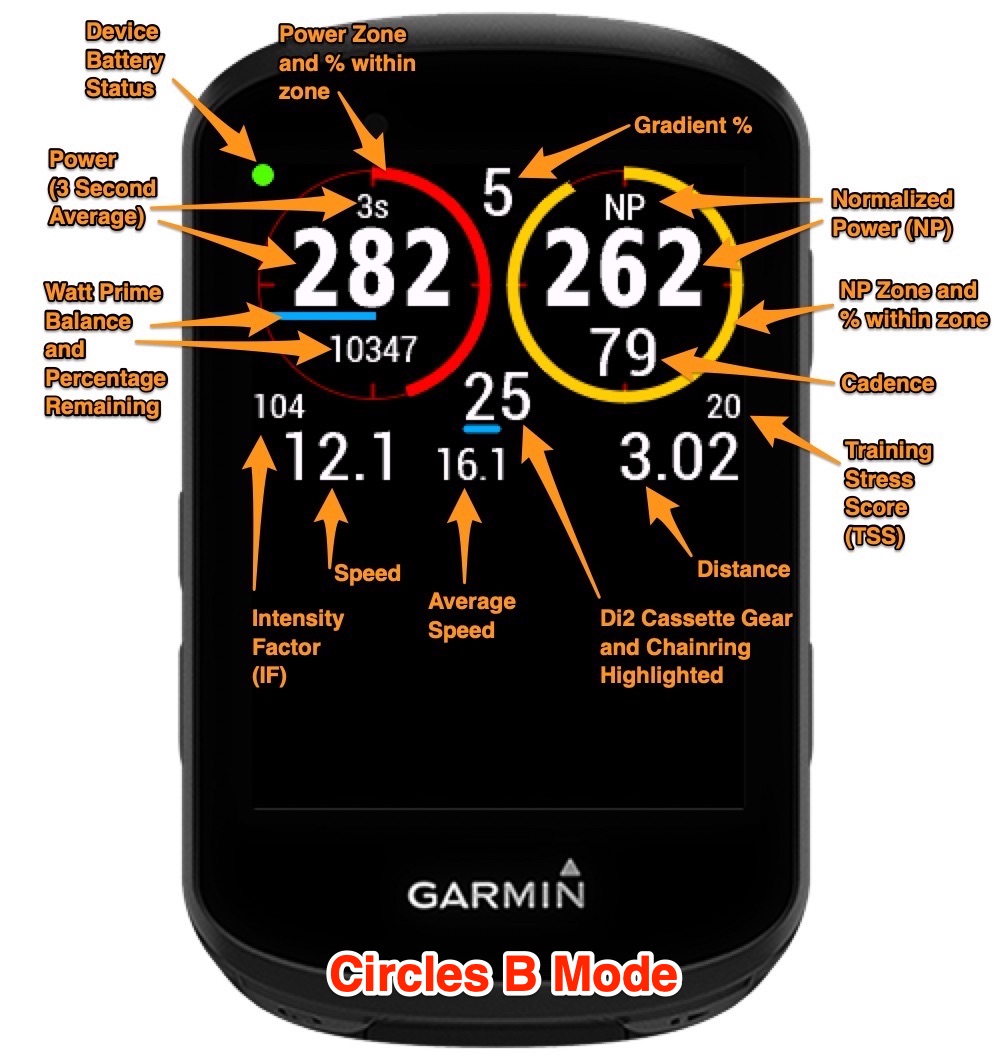 Device
Battery
Status
Power Zone
and % within
zone
Gradient %
Power
(3 Second
Average)
3s
282
5
NP
262
Normalized
Power (NP)
Watt Prime
Balance
and
Percentage
Remaining
10347
79
NP Zone and
% within zone
Cadence
104
12.1
25
16.1
20
3.02
Training
Stress
Score
(TSS)
Speed
Distance
Intensity
Factor
(IF)
Average
Speed
Di2 Cassette Gear
and Chainring
Highlighted
GARMIN
Circles B Mode